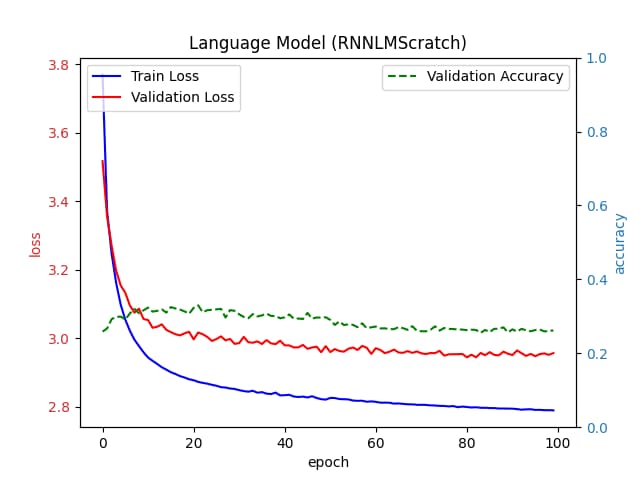 Language Model (RNNLMScratch)
Train Loss
Validation Loss
Validation Accuracy
3.8
3.6
3.4
3.2
3.0
2.8
loss
1.0
0.8
0.6
0.4
0.2
0.0
accuracy
0 20 40 60 80 100
epoch